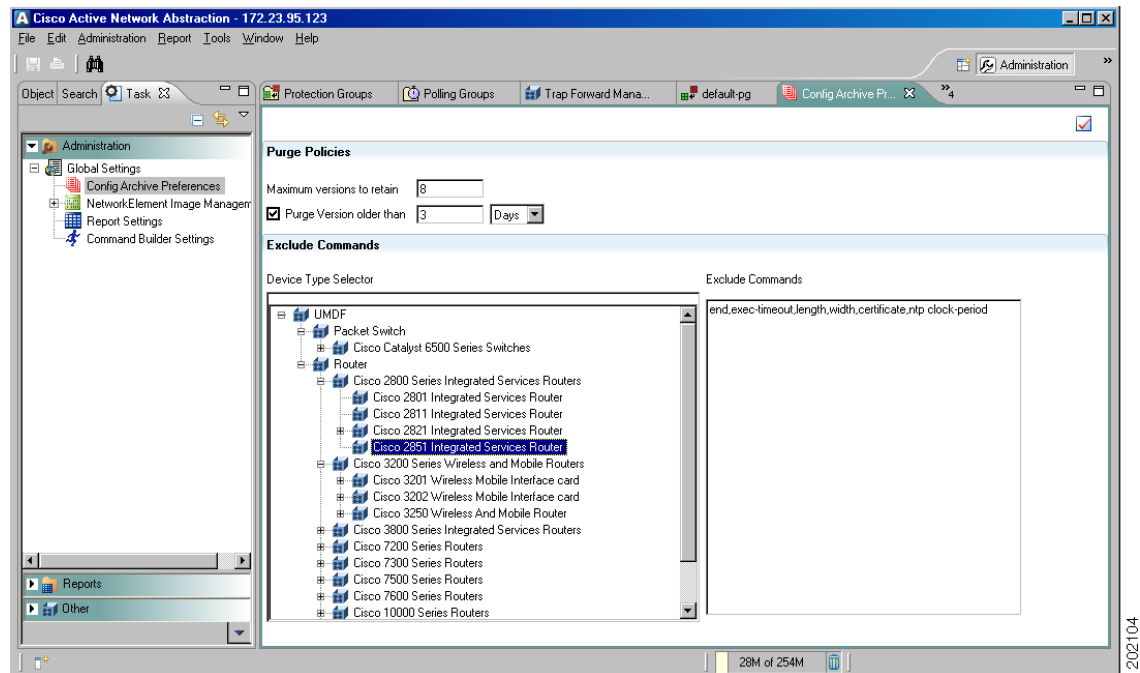 Cisco Active Network Abstraction - 172.23.95.123
File Edit Administration Report Tools Window Help
Administration
Object Search Task
Protection Groups Polling Groups Trap Forward Mana... default-pg Config Archive Pr... 4
Administration
Global Settings
Config Archive Preferences
NetworkElement Image Managem
Report Settings
Command Builder Settings
Reports
Other
Purge Policies
Maximum versions to retain 8
Purge Version older than 3 Days
Exclude Commands
Device Type Selector
UMDF
Packet Switch
Cisco Catalyst 6500 Series Switches
Router
Cisco 2800 Series Integrated Services Routers
Cisco 2801 Integrated Services Router
Cisco 2811 Integrated Services Router
Cisco 2821 Integrated Services Router
Cisco 2851 Integrated Services Router
Cisco 3200 Series Wireless and Mobile Routers
Cisco 3201 Wireless Mobile Interface card
Cisco 3202 Wireless Mobile Interface card
Cisco 3250 Wireless And Mobile Router
Cisco 3800 Series Integrated Services Routers
Cisco 7200 Series Routers
Cisco 7300 Series Routers
Cisco 7500 Series Routers
Cisco 7600 Series Routers
Cisco 10000 Series Routers
Exclude Commands
end,exec-timeout,length,width,certificate,ntp clock-period
28M of 254M
202104